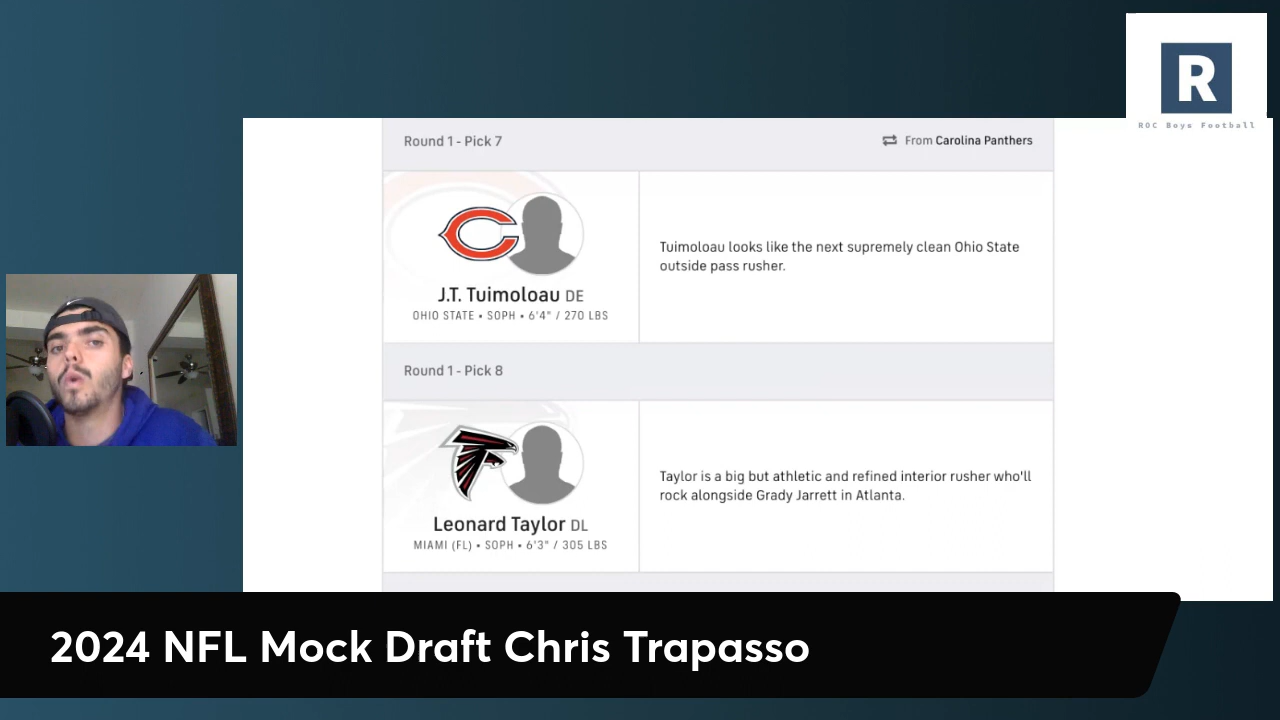 R
ROC Boys Football
Round 1 - Pick 7
From Carolina Panthers
J.T. Tuimoloau DE
OHIO STATE • SOPH • 6'4" / 270 LBS
Tuimoloau looks like the next supremely clean Ohio State
outside pass rusher.
Round 1 - Pick 8
Leonard Taylor DL
MIAMI (FL) • SOPH • 6'3" / 305 LBS
Taylor is a big but athletic and refined interior rusher who'll
rock alongside Grady Jarrett in Atlanta.
2024 NFL Mock Draft Chris Trapasso